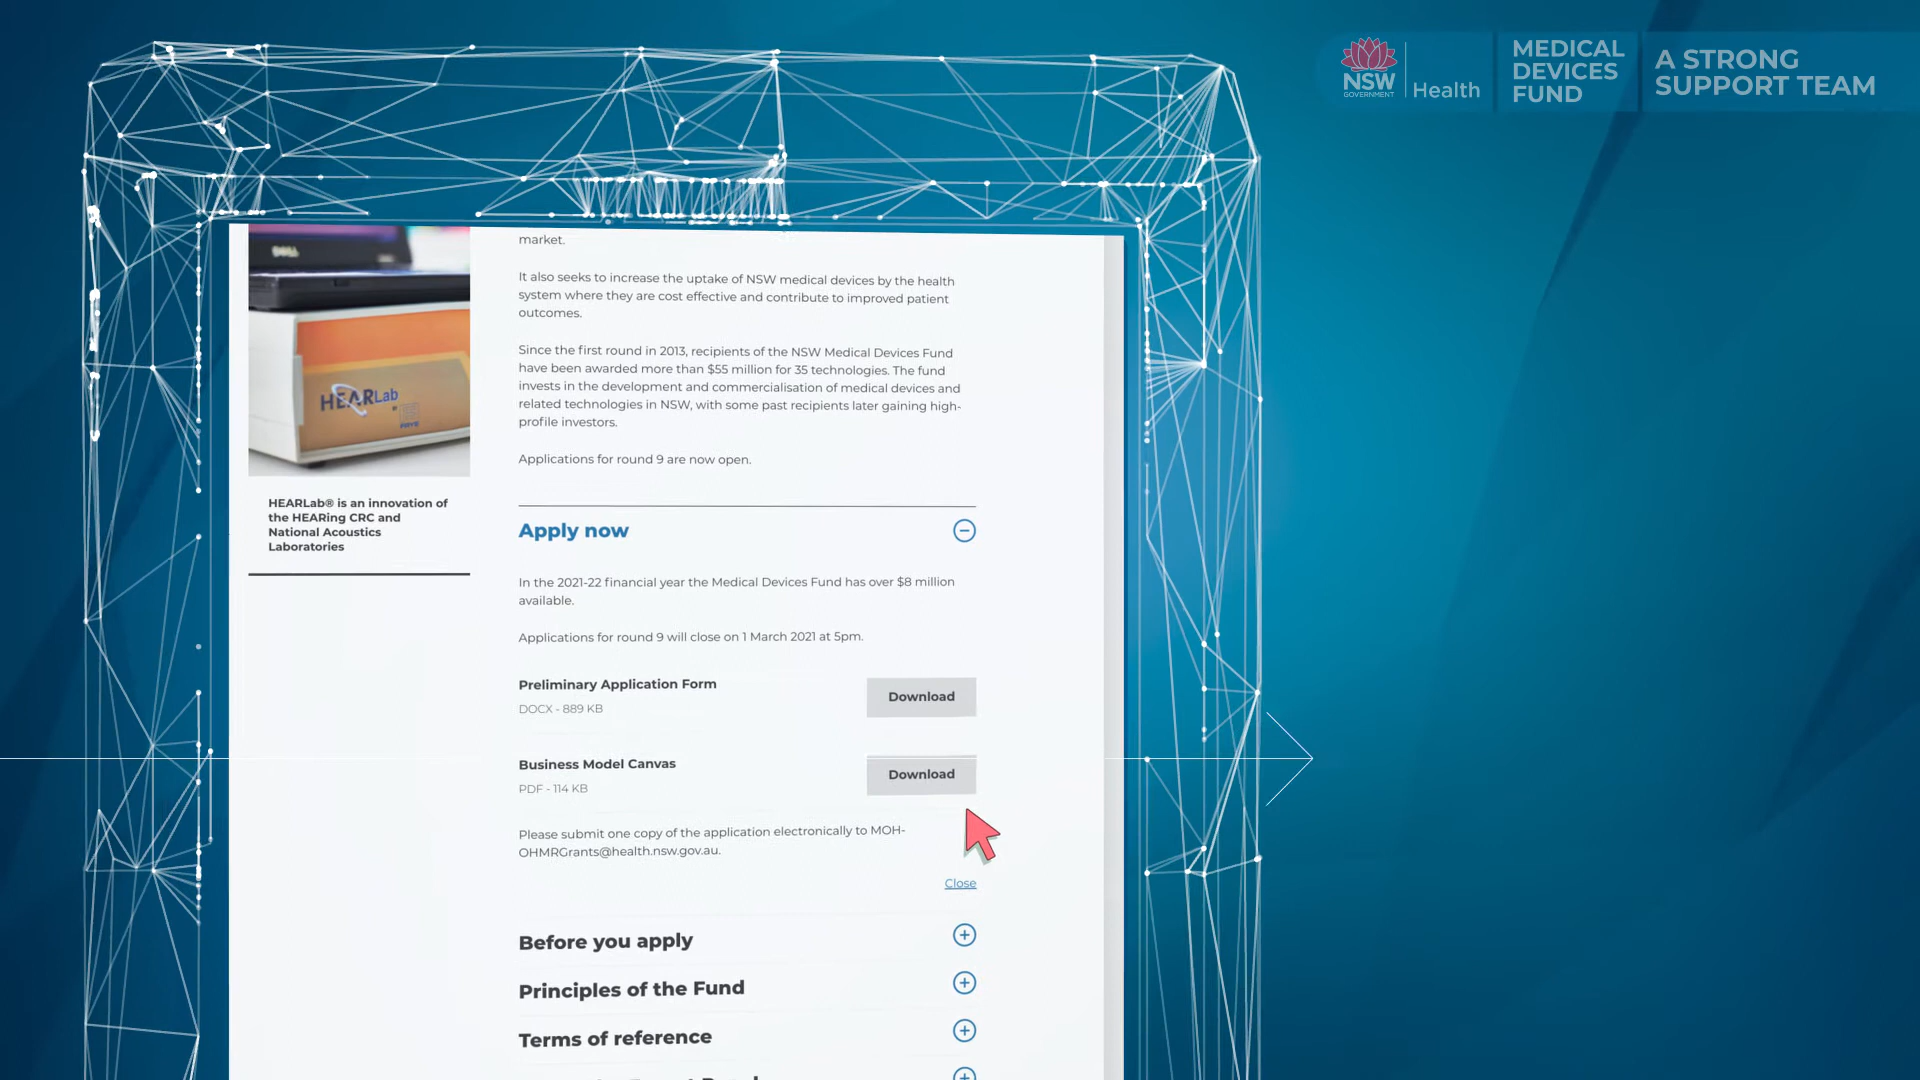 NSW
GOVERNMENT
Health
MEDICAL
DEVICES
FUND
A STRONG
SUPPORT TEAM
DELL
HEARLab
HEARLab® is an innovation of
the HEARing CRC and
National Acoustics
Laboratories
market.
It also seeks to increase the uptake of NSW medical devices by the health
system where they are cost effective and contribute to improved patient
outcomes.
Since the first round in 2013, recipients of the NSW Medical Devices Fund
have been awarded more than $55 million for 35 technologies. The fund
invests in the development and commercialisation of medical devices and
related technologies in NSW, with some past recipients later gaining high-
profile investors.
Applications for round 9 are now open.
Apply now
In the 2021-22 financial year the Medical Devices Fund has over $8 million
available.
Applications for round 9 will close on 1 March 2021 at 5pm.
Preliminary Application Form
DOCX - 889 KB
Download
Business Model Canvas
PDF - 114 KB
Download
Please submit one copy of the application electronically to MOH-
OHMRGrants@health.nsw.gov.au.
Close
Before you apply
Principles of the Fund
Terms of reference